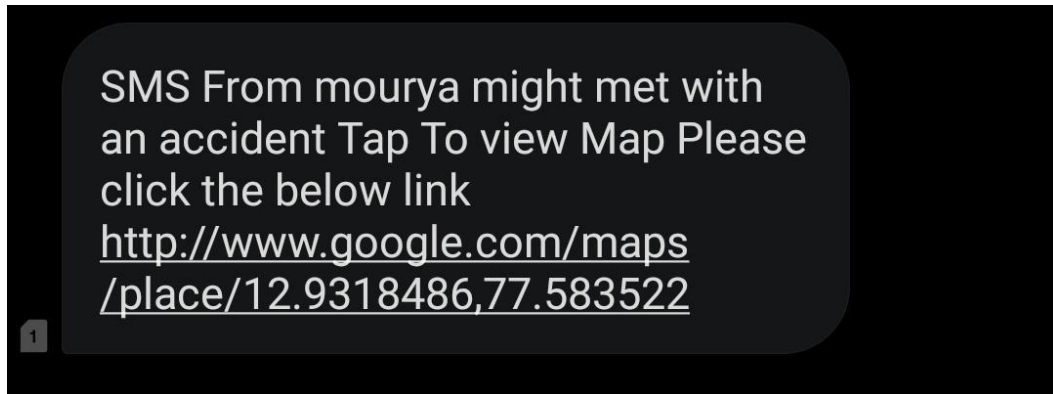 SMS From mourya might met with
an accident Tap To view Map Please
click the below link
http://www.google.com/maps
/place/12.9318486,77.583522
1